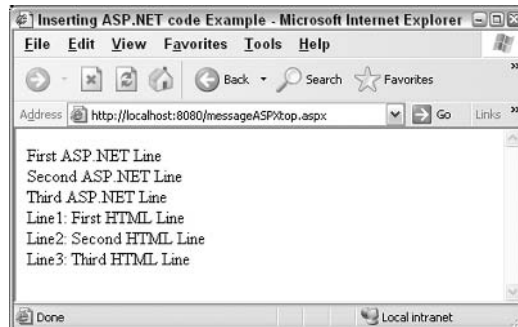 Inserting ASP.NET code Example - Microsoft Internet Explorer
File Edit View Favorites Tools Help
Back Search Favorites »
Address http://localhost:8080/messageASPXtop.aspx Go Links »
First ASP.NET Line
Second ASP.NET Line
Third ASP.NET Line
Line1: First HTML Line
Line2: Second HTML Line
Line3: Third HTML Line
Done Local intranet